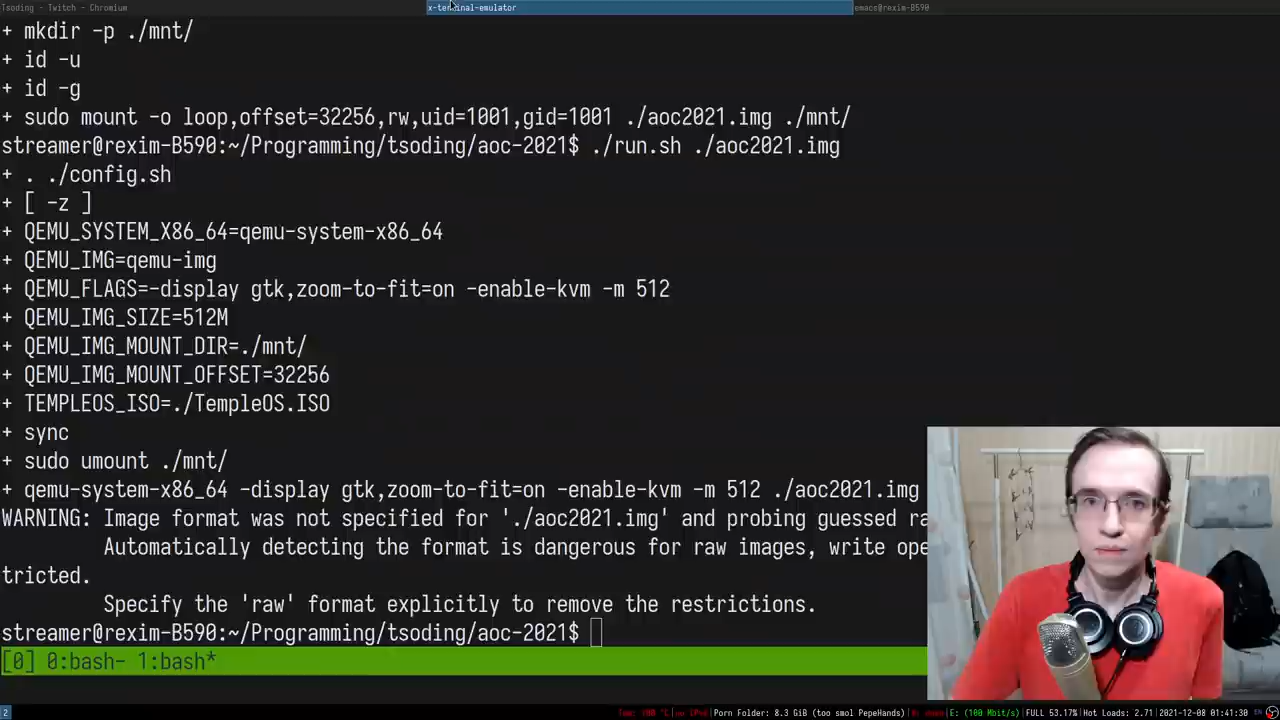 Tsoding - Twitch - Chromium
x-terminal-emulator
emacs@rexim-B590
+ mkdir -p ./mnt/
+ id -u
+ id -g
+ sudo mount -o loop,offset=32256,rw,uid=1001,gid=1001 ./aoc2021.img ./mnt/
streamer@rexim-B590:~/Programming/tsoding/aoc-2021$ ./run.sh ./aoc2021.img
+ . ./config.sh
+ [ -z ]
+ QEMU_SYSTEM_X86_64=qemu-system-x86_64
+ QEMU_IMG=qemu-img
+ QEMU_FLAGS=-display gtk,zoom-to-fit=on -enable-kvm -m 512
+ QEMU_IMG_SIZE=512M
+ QEMU_IMG_MOUNT_DIR=./mnt/
+ QEMU_IMG_MOUNT_OFFSET=32256
+ TEMPLEOS_ISO=./TempleOS.ISO
+ sync
+ sudo umount ./mnt/
+ qemu-system-x86_64 -display gtk,zoom-to-fit=on -enable-kvm -m 512 ./aoc2021.img
WARNING: Image format was not specified for './aoc2021.img' and probing guessed ra
Automatically detecting the format is dangerous for raw images, write ope
tricted.
Specify the 'raw' format explicitly to remove the restrictions.
streamer@rexim-B590:~/Programming/tsoding/aoc-2021$
[0] 0:bash- 1:bash*
2
Porn Folder: 8.3 GiB (too smol PepeHands)
E: (100 Mbit/s)
FULL 53.17%
Hot Loads: 2.71
2021-12-08 01:41:30